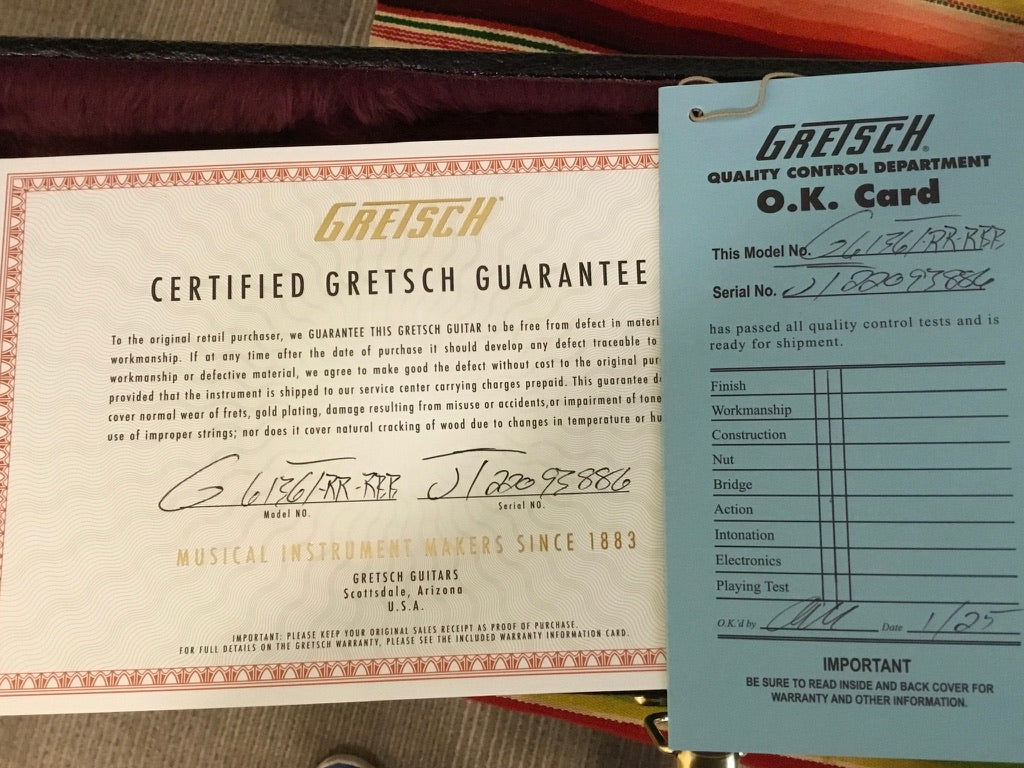 GRETSCH
CERTIFIED GRETSCH GUARANTEE
To the original retail purchaser, we GUARANTEE THIS GRETSCH GUITAR to be free from defect in materi
workmanship. If at any time after the date of purchase it should develop any defect traceable to
workmanship or defective material, we agree to make good the defect without cost to the original pur
provided that the instrument is shipped to our service center carrying charges prepaid. This guarantee d
cover normal wear of frets, gold plating, damage resulting from misuse or accidents,or impairment of tone
use of improper strings; nor does it cover natural cracking of wood due to changes in temperature or hu
G6136/-RR-RBB JT22093886
Model NO. Serial NO.
MUSICAL INSTRUMENT MAKERS SINCE 1883
GRETSCH GUITARS
Scottsdale, Arizona
U.S.A.
IMPORTANT: PLEASE KEEP YOUR ORIGINAL SALES RECEIPT AS PROOF OF PURCHASE.
FOR FULL DETAILS ON THE GRETSCH WARRANTY, PLEASE SEE THE INCLUDED WARRANTY INFORMATION CARD.
GRETSCH®
QUALITY CONTROL DEPARTMENT
O.K. Card
This Model No. G6136/-RR-RBB
Serial No. JT22093886
has passed all quality control tests and is
ready for shipment.
Finish
Workmanship
Construction
Nut
Bridge
Action
Intonation
Electronics
Playing Test
O.K.'d by Date 1/25
IMPORTANT
BE SURE TO READ INSIDE AND BACK COVER FOR
WARRANTY AND OTHER INFORMATION.